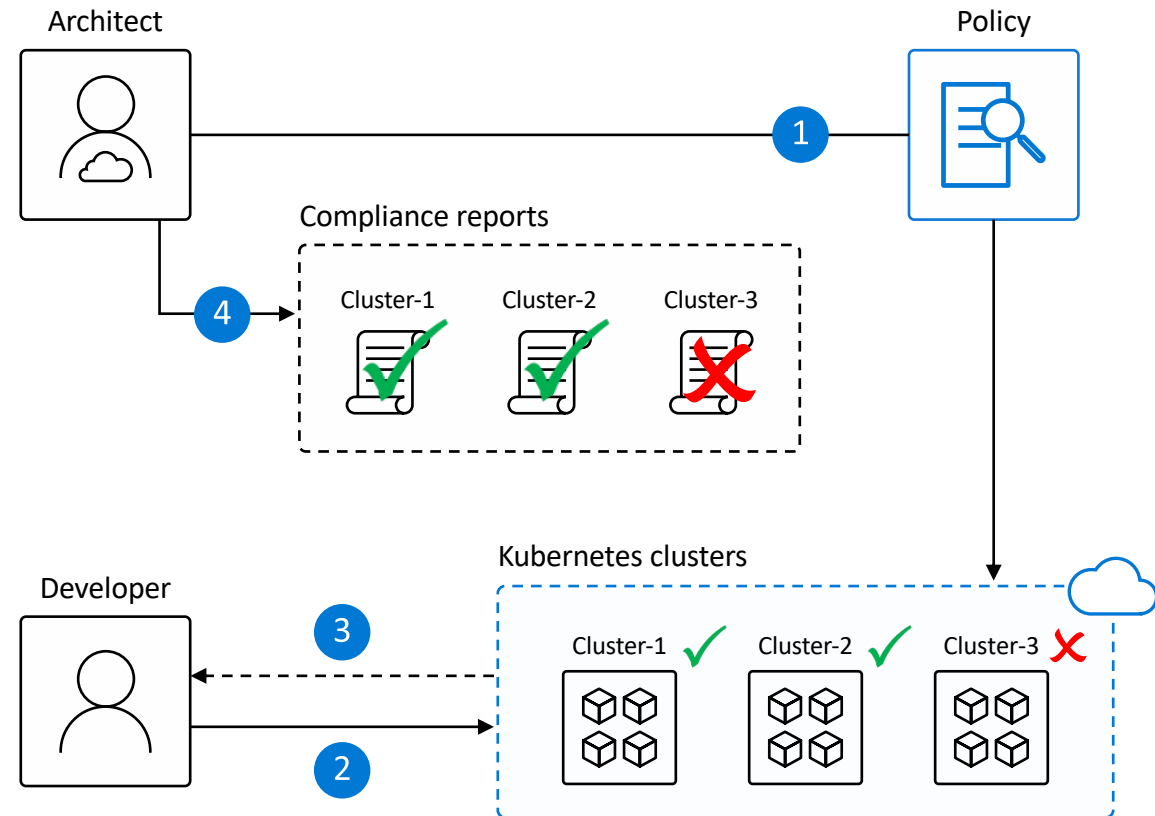 Architect
Policy
1
Compliance reports
4
Cluster-1
Cluster-2
Cluster-3
Kubernetes clusters
Developer
3
Cluster-1
Cluster-2
Cluster-3
2